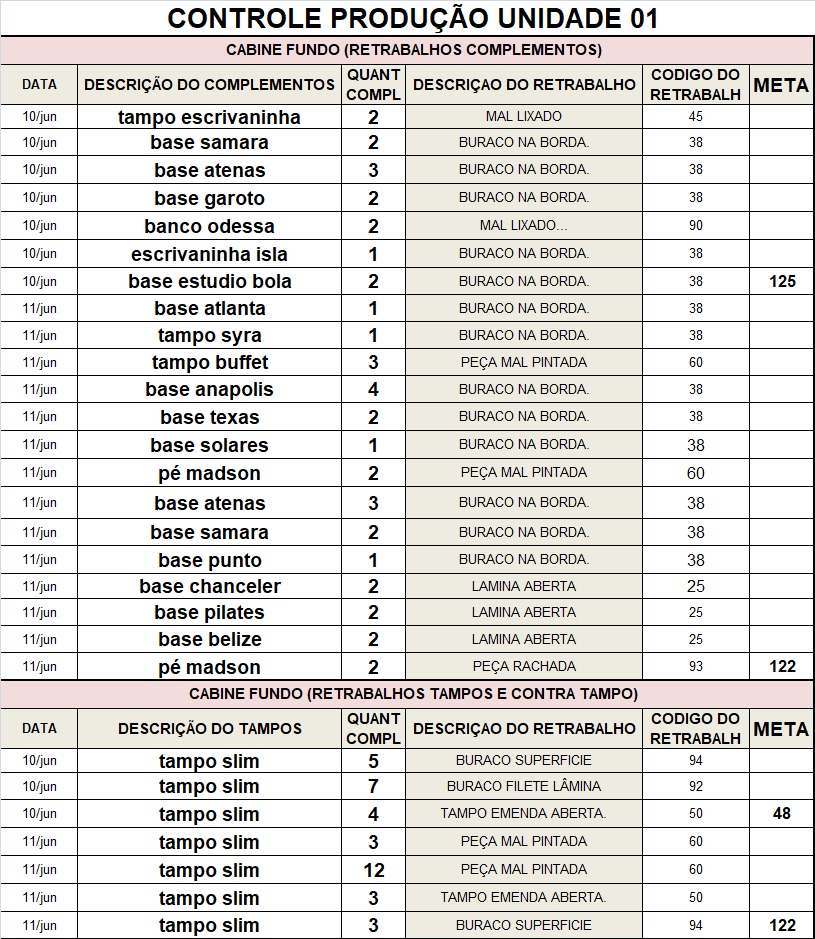 CONTROLE PRODUÇÃO UNIDADE 01
CABINE FUNDO (RETRABALHOS COMPLEMENTOS)
DATA DESCRIÇÃO DO COMPLEMENTOS QUANT COMPL DESCRIÇAO DO RETRABALHO CODIGO DO RETRABALH META
10/jun tampo escrivaninha 2 MAL LIXADO 45
10/jun base samara 2 BURACO NA BORDA. 38
10/jun base atenas 3 BURACO NA BORDA. 38
10/jun base garoto 2 BURACO NA BORDA. 38
10/jun banco odessa 2 MAL LIXADO... 90
10/jun escrivaninha isla 1 BURACO NA BORDA. 38
10/jun base estudio bola 2 BURACO NA BORDA. 38 125
11/jun base atlanta 1 BURACO NA BORDA. 38
11/jun tampo syra 1 BURACO NA BORDA. 38
11/jun tampo buffet 3 PEÇA MAL PINTADA 60
11/jun base anapolis 4 BURACO NA BORDA. 38
11/jun base texas 2 BURACO NA BORDA. 38
11/jun base solares 1 BURACO NA BORDA. 38
11/jun pé madson 2 PEÇA MAL PINTADA 60
11/jun base atenas 3 BURACO NA BORDA. 38
11/jun base samara 2 BURACO NA BORDA. 38
11/jun base punto 1 BURACO NA BORDA. 38
11/jun base chanceler 2 LAMINA ABERTA 25
11/jun base pilates 2 LAMINA ABERTA 25
11/jun base belize 2 LAMINA ABERTA 25
11/jun pé madson 2 PEÇA RACHADA 93 122
CABINE FUNDO (RETRABALHOS TAMPOS E CONTRA TAMPO)
DATA DESCRIÇÃO DO TAMPOS QUANT COMPL DESCRIÇAO DO RETRABALHO CODIGO DO RETRABALH META
10/jun tampo slim 5 BURACO SUPERFICIE 94
10/jun tampo slim 7 BURACO FILETE LÂMINA 92
10/jun tampo slim 4 TAMPO EMENDA ABERTA. 50 48
11/jun tampo slim 3 PEÇA MAL PINTADA 60
11/jun tampo slim 12 PEÇA MAL PINTADA 60
11/jun tampo slim 3 TAMPO EMENDA ABERTA. 50
11/jun tampo slim 3 BURACO SUPERFICIE 94 122